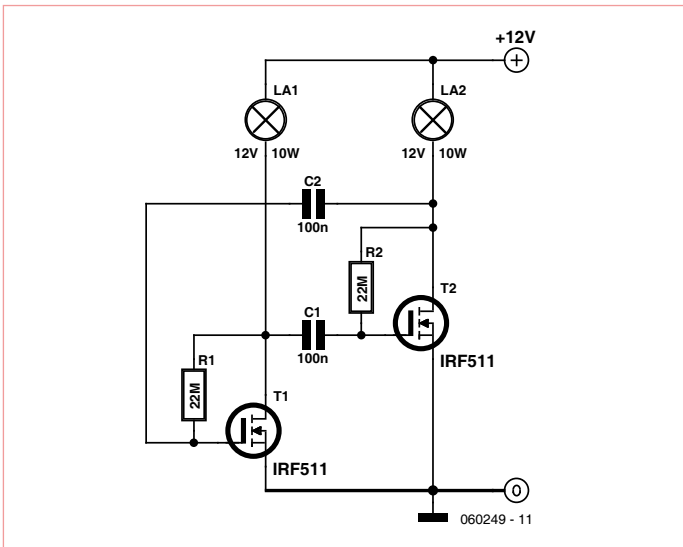 +12V
LA1
LA2
12V 10W
12V 10W
C2
100n
R2
22M
T2
C1
100n
IRF511
R1
22M
T1
IRF511
0
060249 - 11